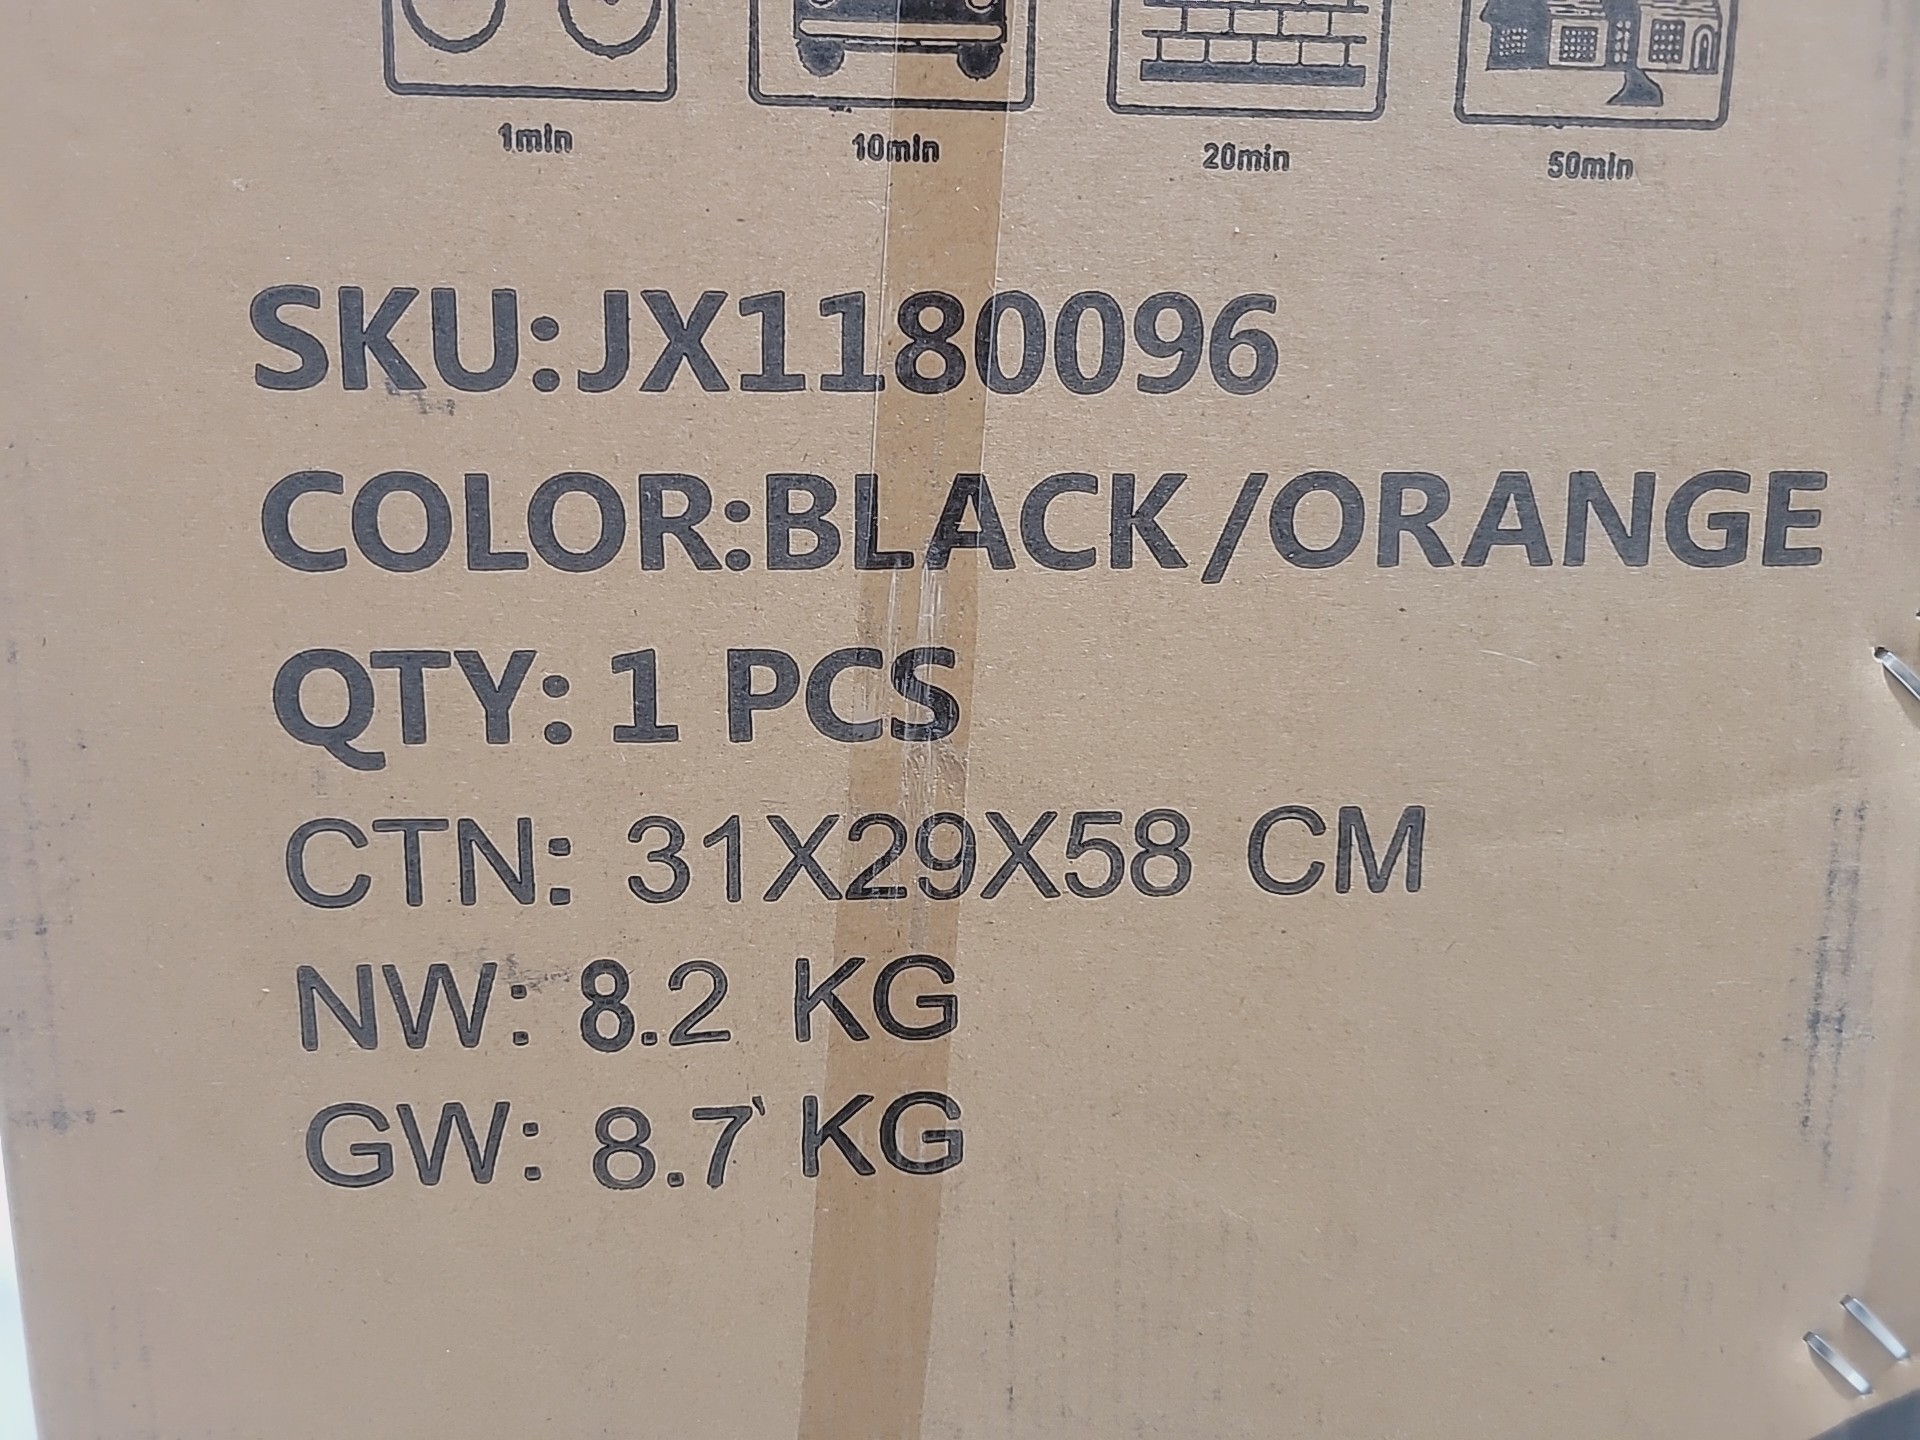 1min 10min 20min 50min
SKU:JX1180096
COLOR:BLACK/ORANGE
QTY: 1 PCS
CTN: 31X29X58 CM
NW: 8.2 KG
GW: 8.7 KG